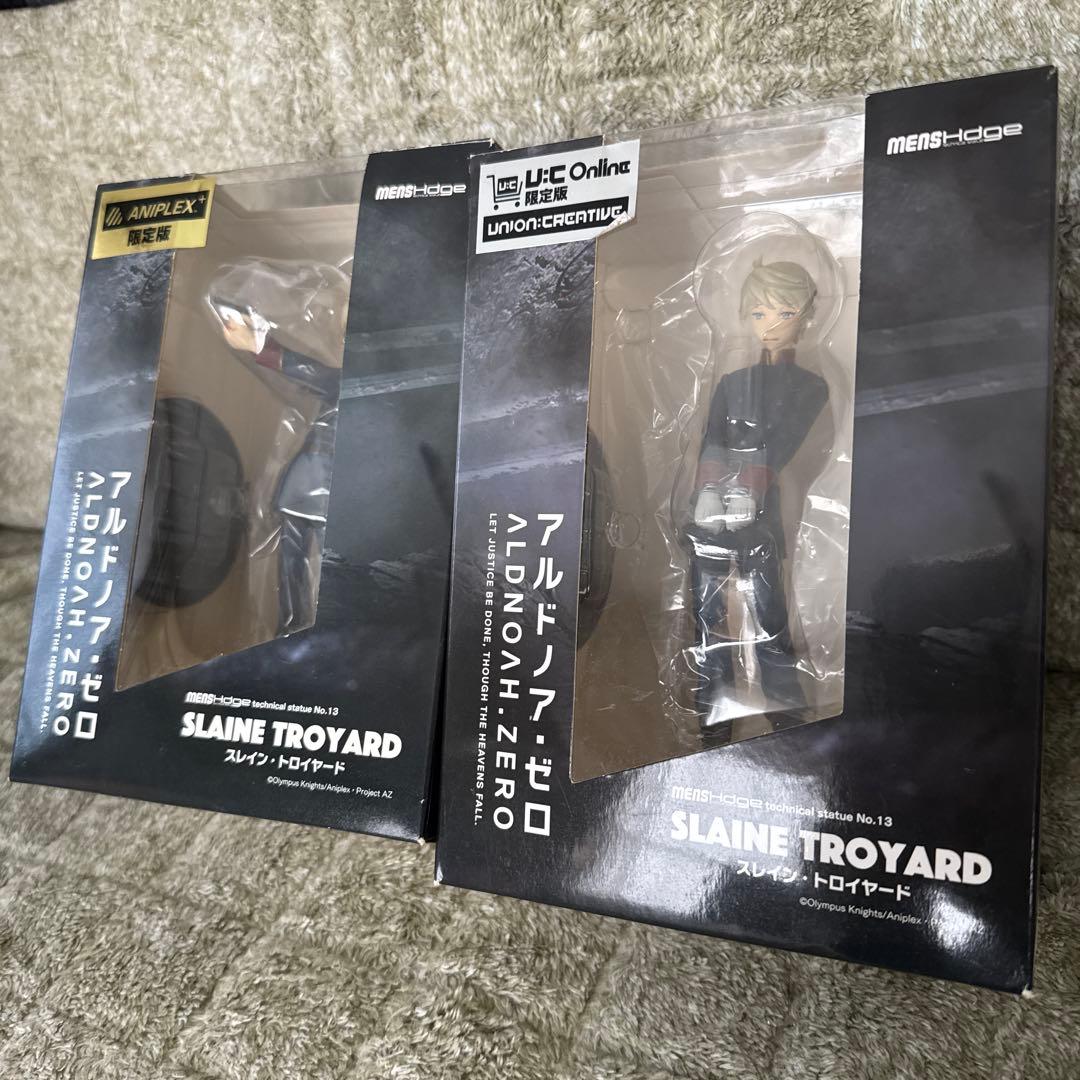 ANIPLEX+
限定版
MENSHdge
アルドノア・ゼロ
ALDNOAH.ZERO
LET JUSTICE BE DONE, THOUGH THE HEAVENS FALL.
MENSHdge technical statue No.13
SLAINE TROYARD
スレイン・トロイヤード
©Olympus Knights/Aniplex・Project AZ
U:C
U:C Online
限定版
UNION:CREATIVE
MENSHdge
アルドノア・ゼロ
ALDNOAH.ZERO
LET JUSTICE BE DONE, THOUGH THE HEAVENS FALL.
MENSHdge technical statue No.13
SLAINE TROYARD
スレイン・トロイヤード
©Olympus Knights/Aniplex